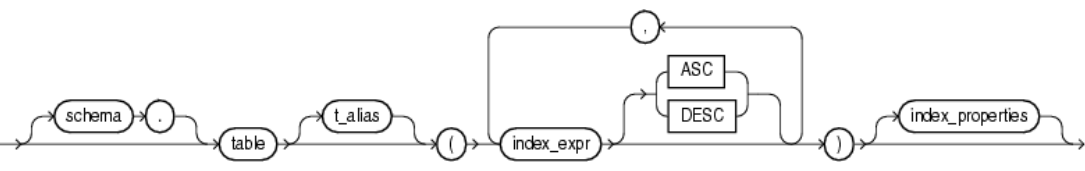 ,
ASC
schema . t_alias DESC index_properties
table ( index_expr )